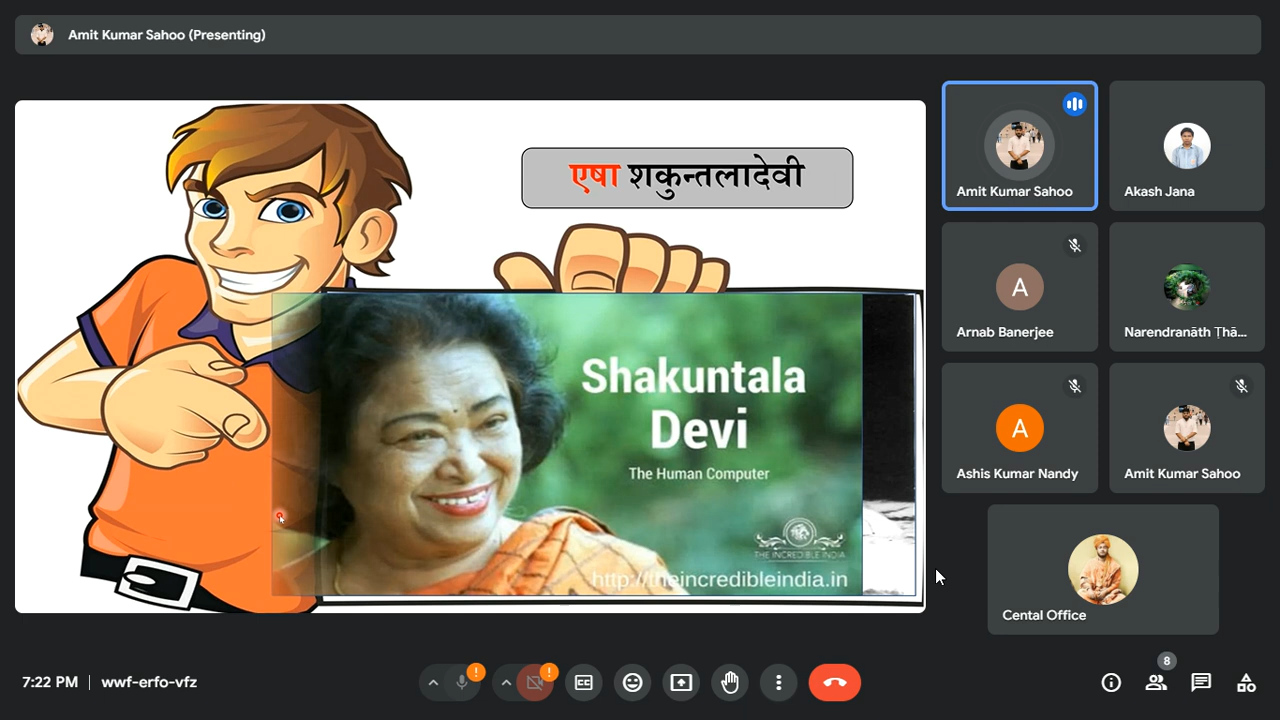 Amit Kumar Sahoo (Presenting)
एषा शकुन्तलादेवी
Shakuntala
Devi
The Human Computer
THE INCREDIBLE INDIA
http://theincredibleindia.in
Amit Kumar Sahoo
Akash Jana
A
Arnab Banerjee
Narendranāth Ṭhā...
A
Ashis Kumar Nandy
Amit Kumar Sahoo
Cental Office
7:22 PM | wwf-erfo-vfz
8